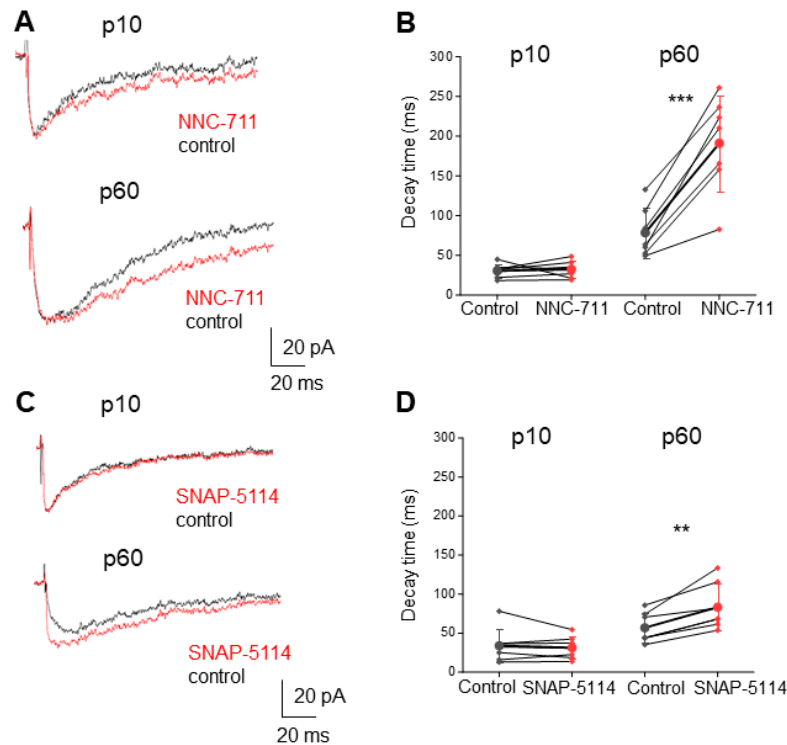 A
p10
NNC-711
control
p60
NNC-711
control
20 pA
20 ms
B
p10
p60
***
Decay time (ms)
300
250
200
150
100
50
0
Control
NNC-711
Control
NNC-711
C
p10
SNAP-5114
control
p60
SNAP-5114
control
20 pA
20 ms
D
p10
p60
**
Decay time (ms)
300
250
200
150
100
50
0
Control
SNAP-5114
Control
SNAP-5114